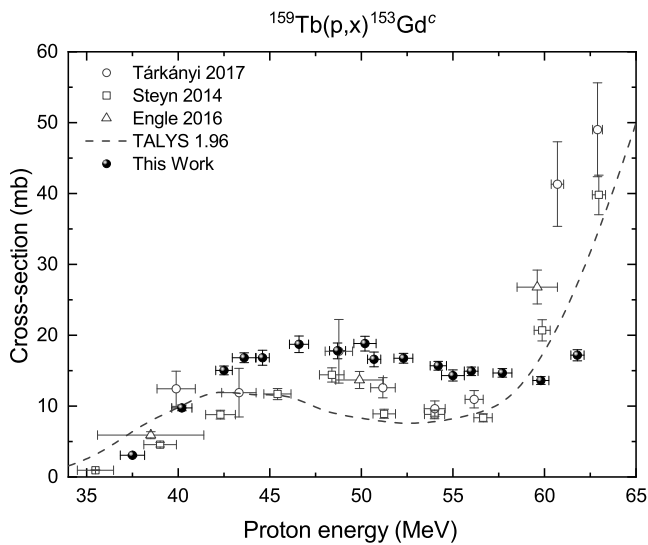 ¹⁵⁹Tb(p,x)¹⁵³Gdᶜ
60
50
40
30
20
10
0
Cross-section (mb)
Tárkányi 2017
Steyn 2014
Engle 2016
TALYS 1.96
This Work
35 40 45 50 55 60 65
Proton energy (MeV)